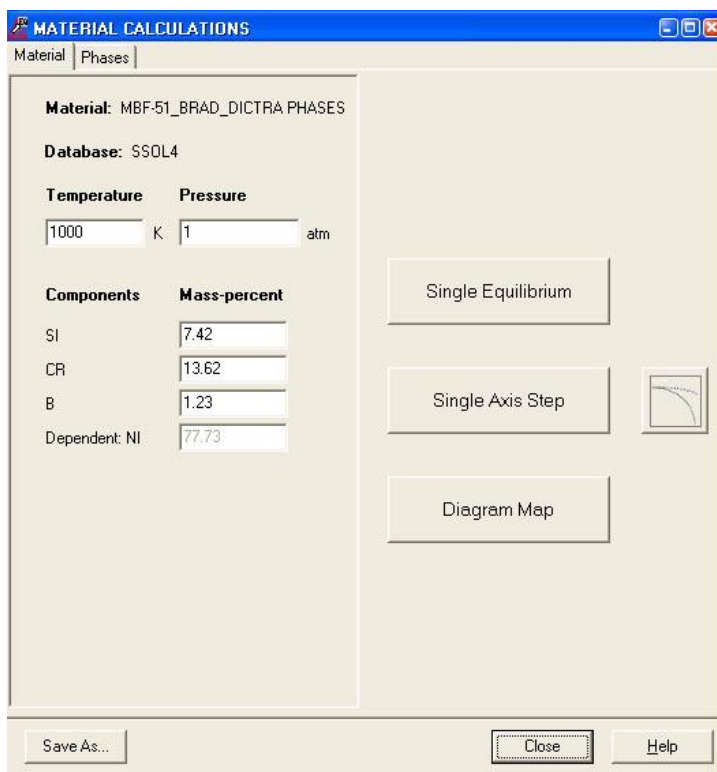 MATERIAL CALCULATIONS
Material Phases
Material: MBF-51_BRAD_DICTRA PHASES
Database: SSOL4
Temperature Pressure
1000 K 1 atm
Components Mass-percent
SI 7.42
CR 13.62
B 1.23
Dependent: NI 77.73
Single Equilibrium
Single Axis Step
Diagram Map
Save As... Close Help